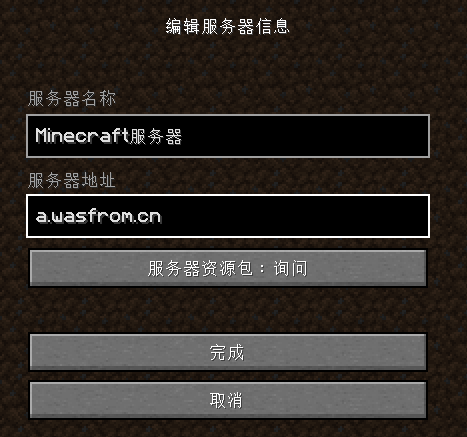 编辑服务器信息
服务器名称
Minecraft服务器
服务器地址
a.wasfrom.cn
服务器资源包：询问
完成
取消